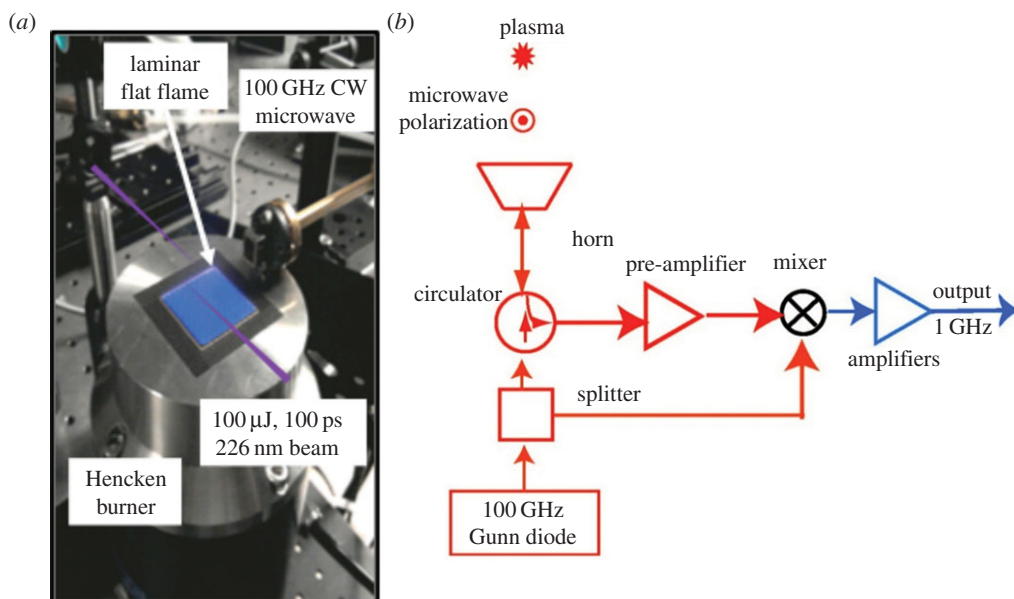 (a)
laminar
flat flame
100 GHz CW
microwave
100 µJ, 100 ps
226 nm beam
Hencken
burner
(b)
plasma
microwave
polarization
horn
circulator
pre-amplifier
mixer
output
1 GHz
amplifiers
splitter
100 GHz
Gunn diode